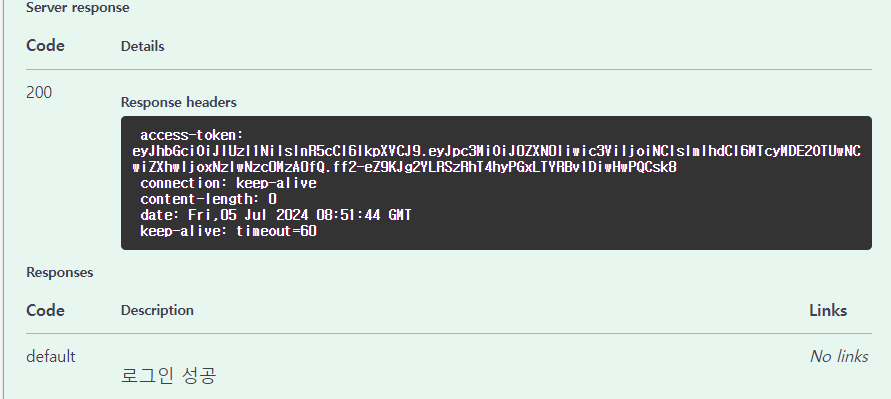 Server response
Code Details
200
Response headers
access-token:
eyJhbGciOiJIUzI1NiIsInR5cCI6IkpXVCJ9.eyJpc3MiOiJ0ZXN0Iiwic3ViIjoiNCIsImlhdCI6MTcyMDE2OTUwNC
wiZXhwIjoxNzIwNzc0MzA0fQ.ff2-eZ9KJg2YLRSzRhT4hyPGxLTYRBv1DiwHwPQCsk8
connection: keep-alive
content-length: 0
date: Fri,05 Jul 2024 08:51:44 GMT
keep-alive: timeout=60
Responses
Code Description Links
default No links
로그인 성공